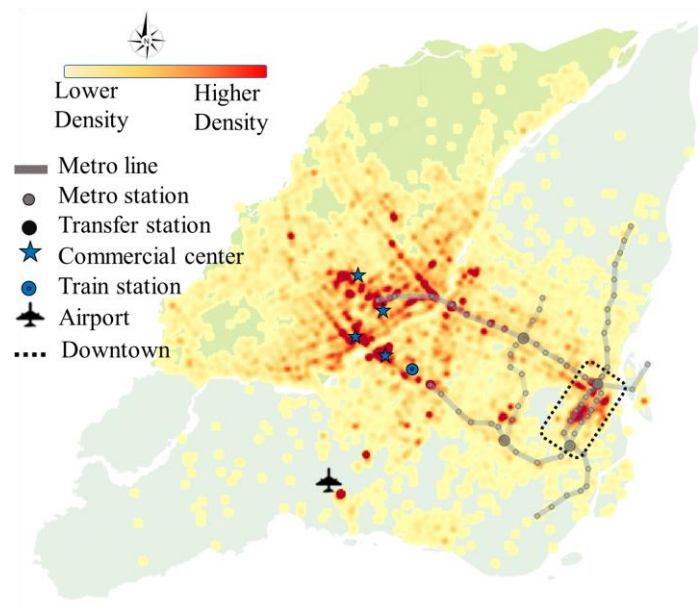 N
Lower
Density
Higher
Density
Metro line
Metro station
Transfer station
Commercial center
Train station
Airport
Downtown